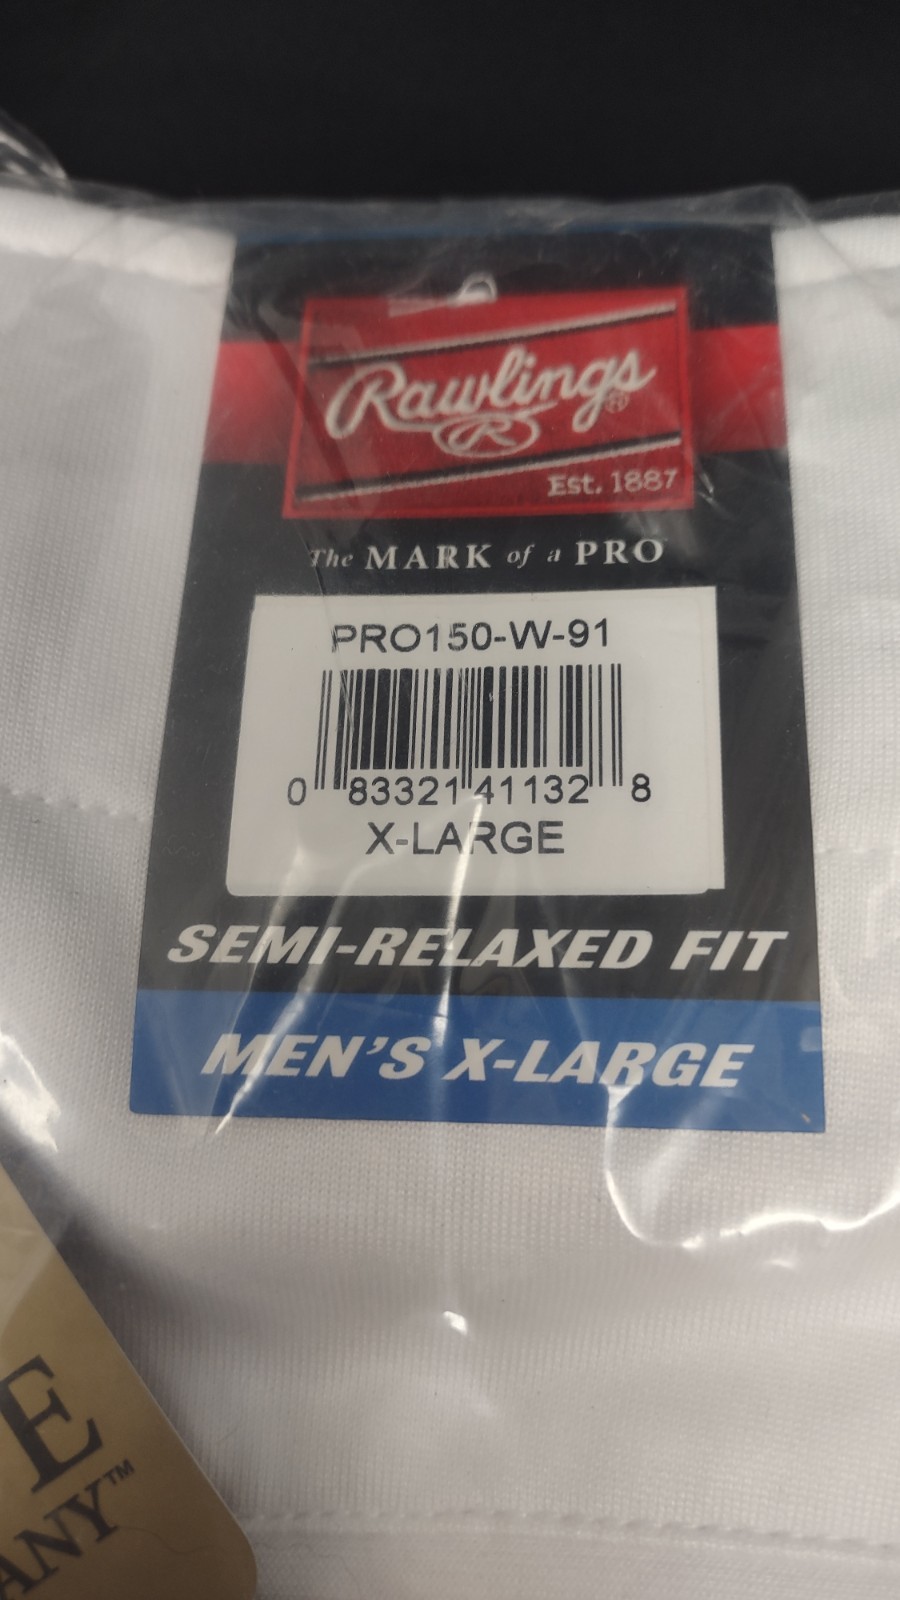 Rawlings®
R
Est. 1887
The MARK of a PRO
PRO150-W-91
0 83321 41132 8
X-LARGE
SEMI-RELAXED FIT
MEN'S X-LARGE
E
ANY™